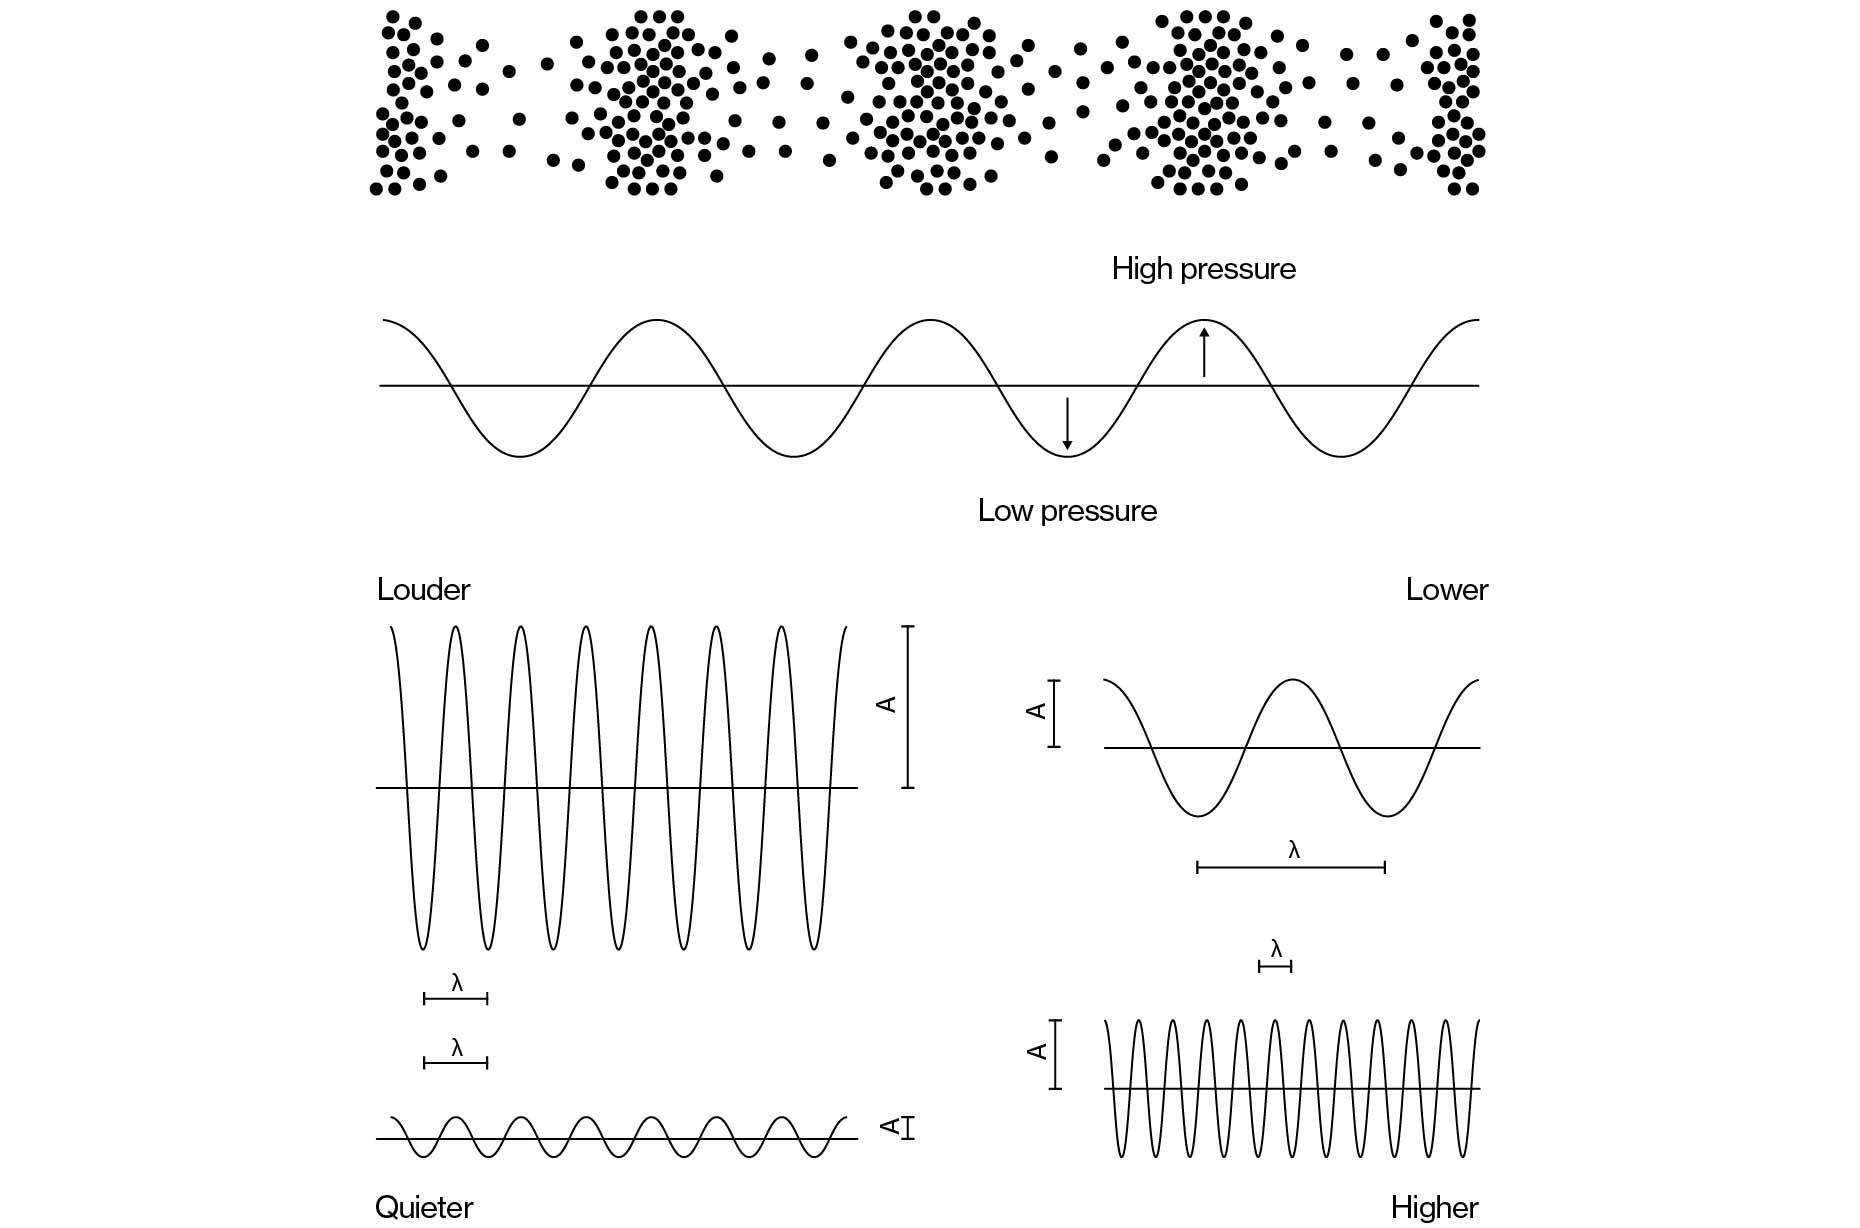 High pressure
Low pressure
Louder
Lower
A
A
λ
λ
λ
λ
A
A
Quieter
Higher